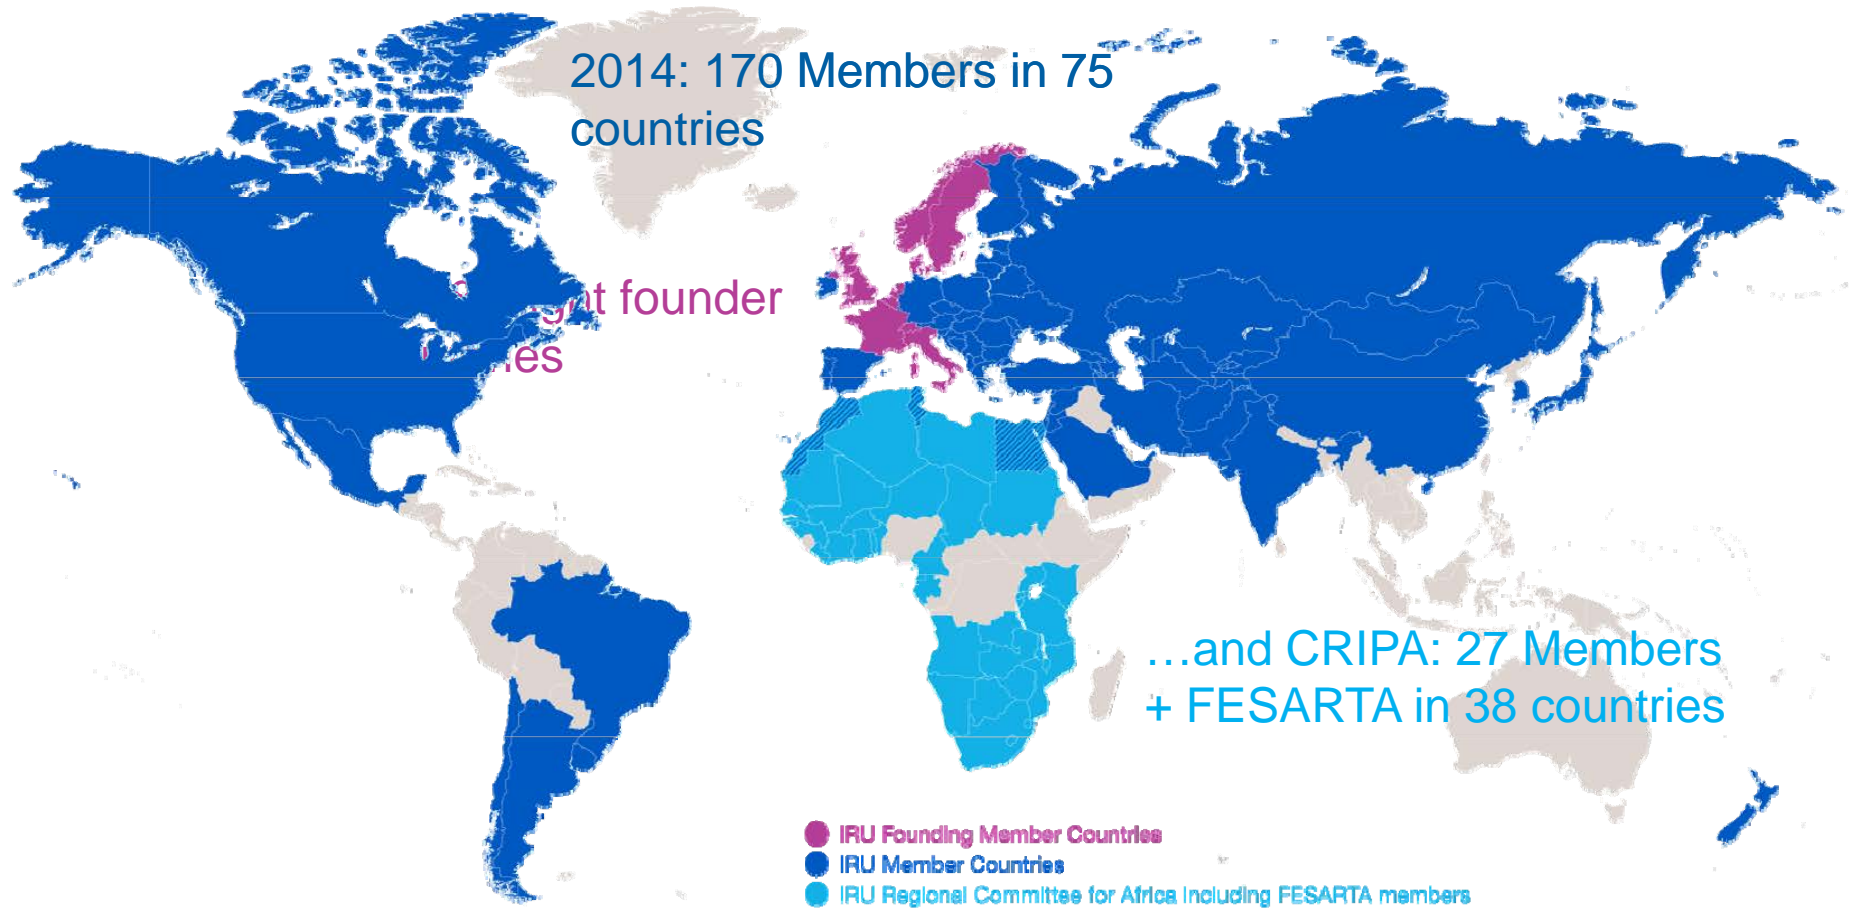 2014: 170 Members in 75
countries
founder
…and CRIPA: 27 Members
+ FESARTA in 38 countries
IRU Founding Member Countries
IRU Member Countries
IRU Regional Committee for Africa including FESARTA members